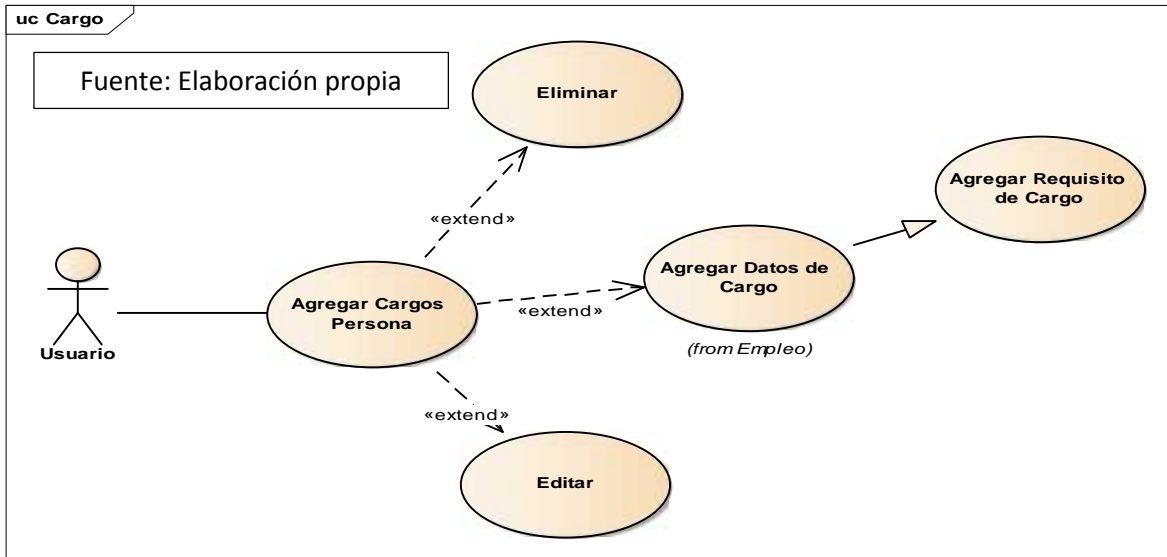 uc Cargo
Fuente: Elaboración propia
Eliminar
Agregar Requisito
de Cargo
«extend»
Agregar Datos de
Cargo
Agregar Cargos
Persona
«extend»
(from Empleo)
Usuario
«extend»
Editar